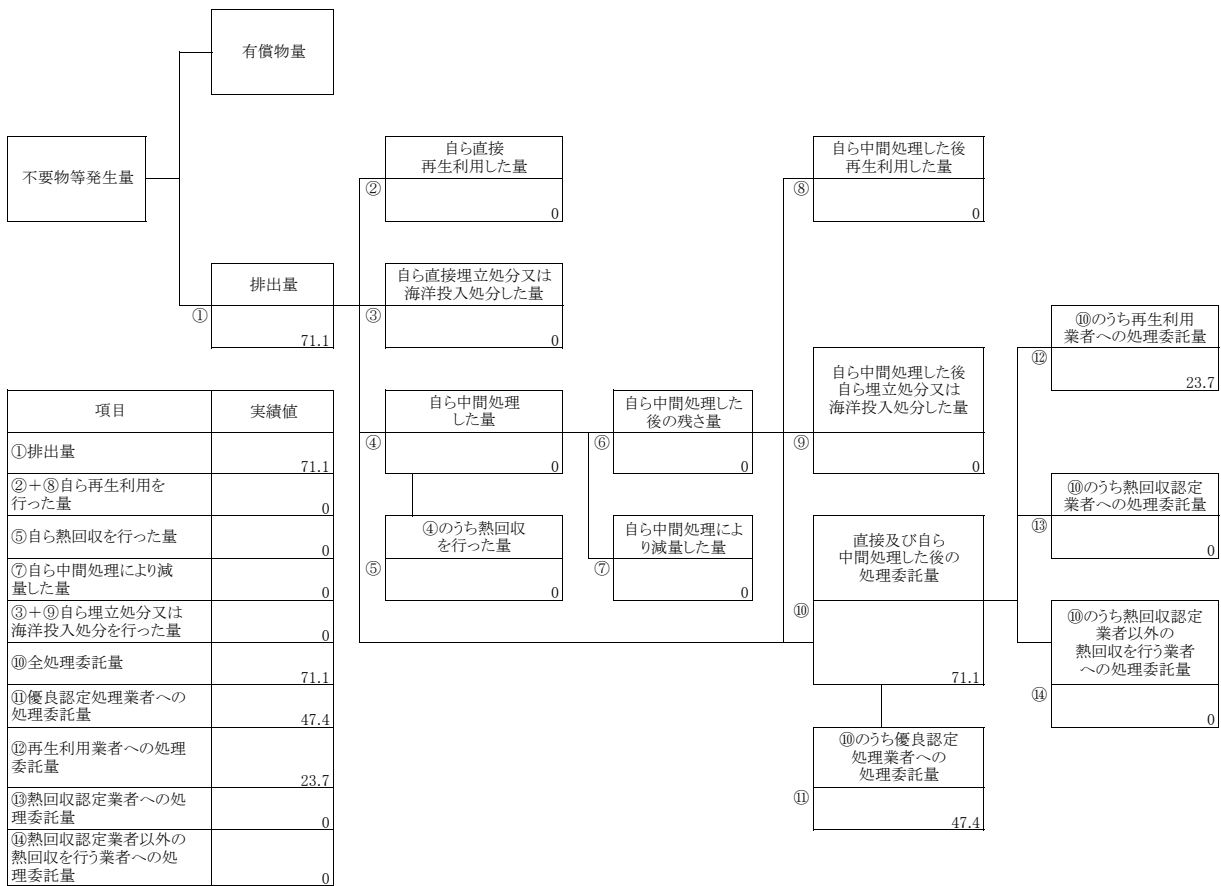 有償物量
不要物等発生量
排出量
①
71.1
自ら直接
再生利用した量
②
0
自ら直接埋立処分又は
海洋投入処分した量
③
0
自ら中間処理
した量
④
0
④のうち熱回収
を行った量
⑤
0
自ら中間処理した
後の残さ量
⑥
0
自ら中間処理によ
り減量した量
⑦
0
自ら中間処理した後
再生利用した量
⑧
0
自ら中間処理した後
自ら埋立処分又は
海洋投入処分した量
⑨
0
直接及び自ら
中間処理した後の
処理委託量
⑩
71.1
⑩のうち優良認定
処理業者への
処理委託量
⑪
47.4
⑩のうち再生利用
業者への処理委託量
⑫
23.7
⑩のうち熱回収認定
業者への処理委託量
⑬
0
⑩のうち熱回収認定
業者以外の
熱回収を行う業者
への処理委託量
⑭
0
項目 実績値
①排出量
71.1
②+⑧自ら再生利用を
行った量
0
⑤自ら熱回収を行った量
0
⑦自ら中間処理により減
量した量
0
③+⑨自ら埋立処分又は
海洋投入処分を行った量
0
⑩全処理委託量
71.1
⑪優良認定処理業者への
処理委託量
47.4
⑫再生利用業者への処理
委託量
23.7
⑬熱回収認定業者への処
理委託量
0
⑭熱回収認定業者以外の
熱回収を行う業者への処
理委託量
0